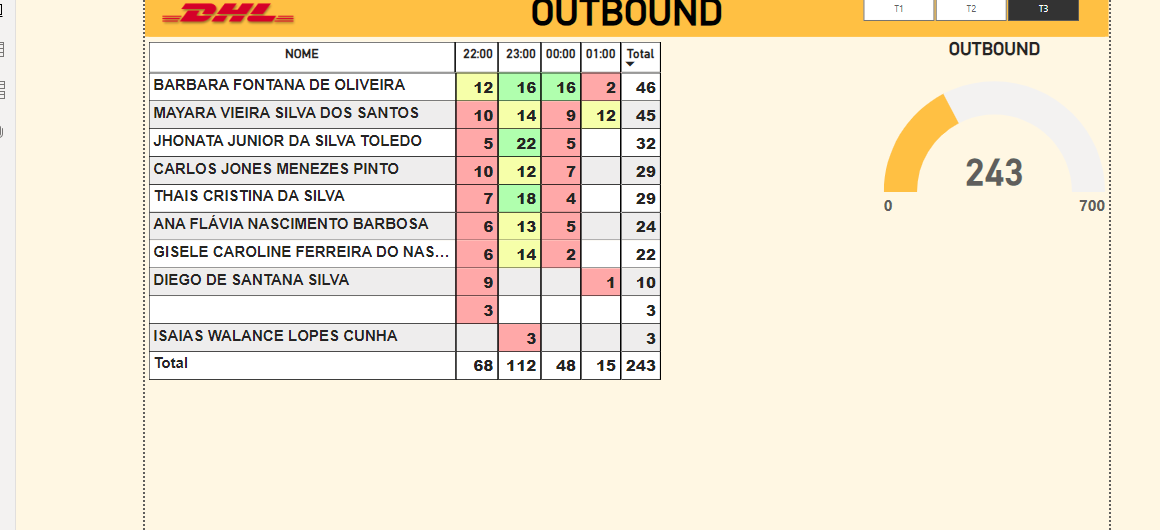 DHL
OUTBOUND
T1 T2 T3
NOME 22:00 23:00 00:00 01:00 Total
BARBARA FONTANA DE OLIVEIRA 12 16 16 2 46
MAYARA VIEIRA SILVA DOS SANTOS 10 14 9 12 45
JHONATA JUNIOR DA SILVA TOLEDO 5 22 5 32
CARLOS JONES MENEZES PINTO 10 12 7 29
THAIS CRISTINA DA SILVA 7 18 4 29
ANA FLÁVIA NASCIMENTO BARBOSA 6 13 5 24
GISELE CAROLINE FERREIRA DO NAS... 6 14 2 22
DIEGO DE SANTANA SILVA 9 1 10
3 3
ISAIAS WALANCE LOPES CUNHA 3 3
Total 68 112 48 15 243
OUTBOUND
243
0 700